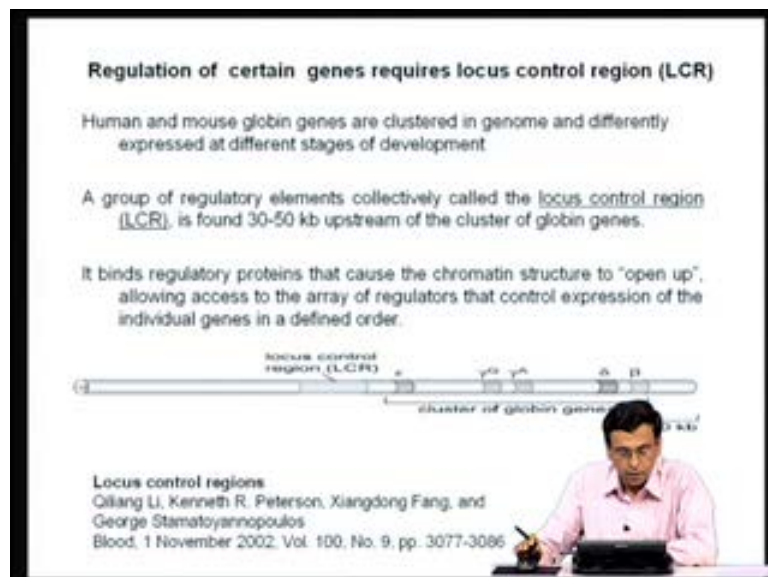 Regulation of certain genes requires locus control region (LCR)
Human and mouse globin genes are clustered in genome and differently
expressed at different stages of development
A group of regulatory elements collectively called the locus control region
(LCR), is found 30-50 kb upstream of the cluster of globin genes.
It binds regulatory proteins that cause the chromatin structure to “open up”,
allowing access to the array of regulators that control expression of the
individual genes in a defined order.
locus control
region (LCR)
ε γG γA δ β
cluster of globin gene
0 kb
Locus control regions
Qiliang Li, Kenneth R. Peterson, Xiangdong Fang, and
George Stamatoyannopoulos
Blood, 1 November 2002, Vol. 100, No. 9, pp. 3077-3086